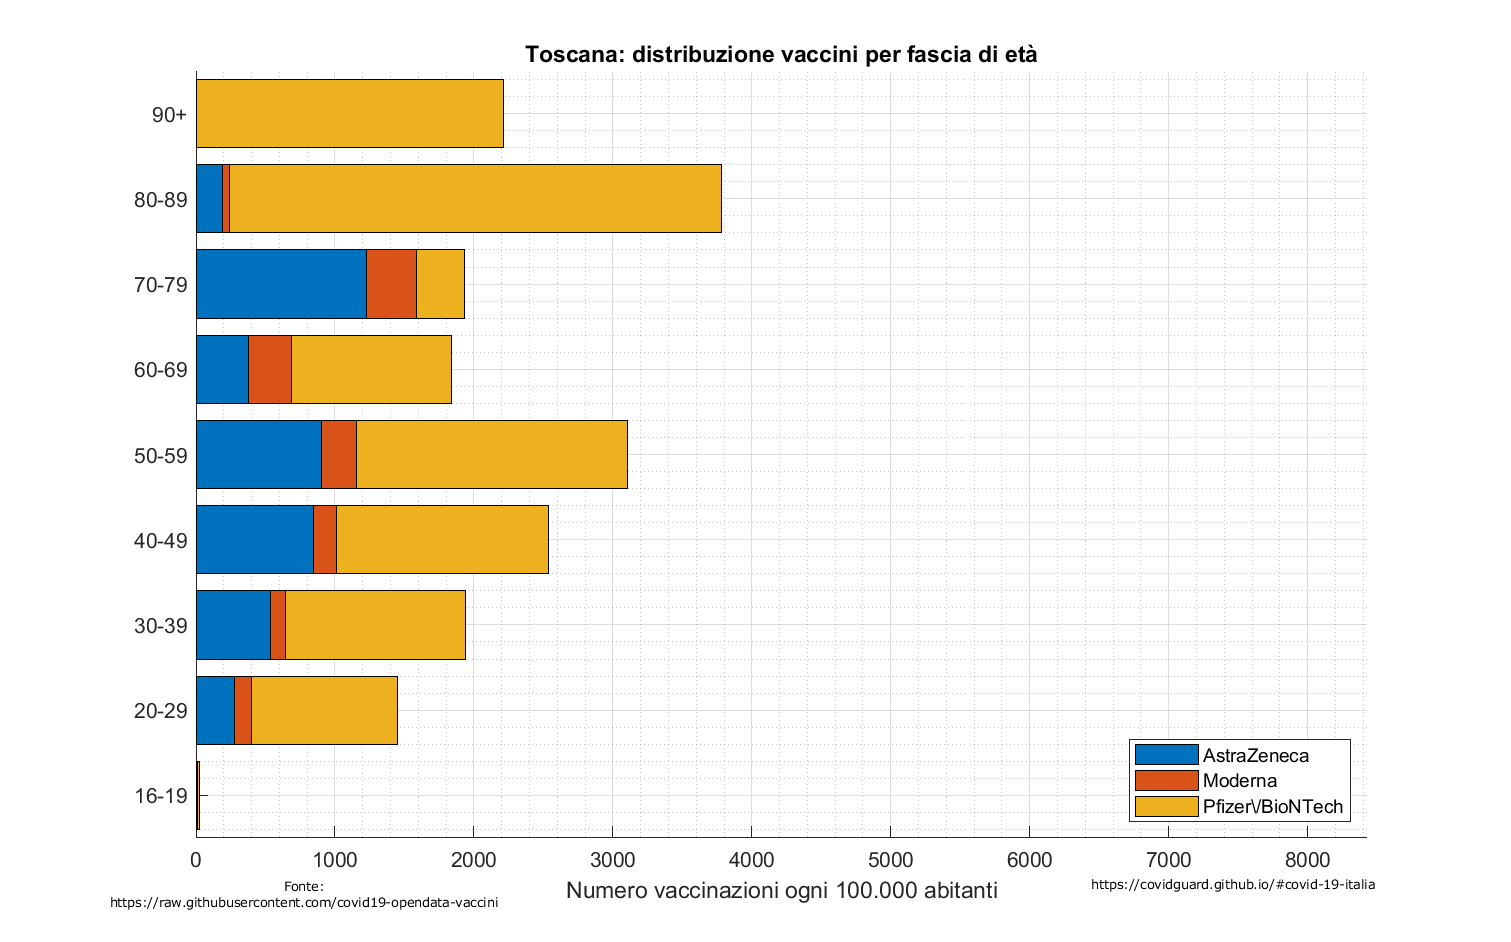 Toscana: distribuzione vaccini per fascia di età
90+
80-89
70-79
60-69
50-59
40-49
30-39
20-29
16-19
AstraZeneca
Moderna
Pfizer\/BioNTech
0 1000 2000 3000 4000 5000 6000 7000 8000
Numero vaccinazioni ogni 100.000 abitanti
Fonte:
https://raw.githubusercontent.com/covid19-opendata-vaccini
https://covidguard.github.io/#covid-19-italia